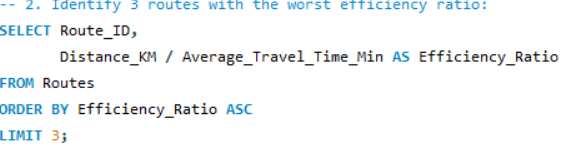 -- 2. Identify 3 routes with the worst efficiency ratio:
SELECT Route_ID,
Distance_KM / Average_Travel_Time_Min AS Efficiency_Ratio
FROM Routes
ORDER BY Efficiency_Ratio ASC
LIMIT 3;